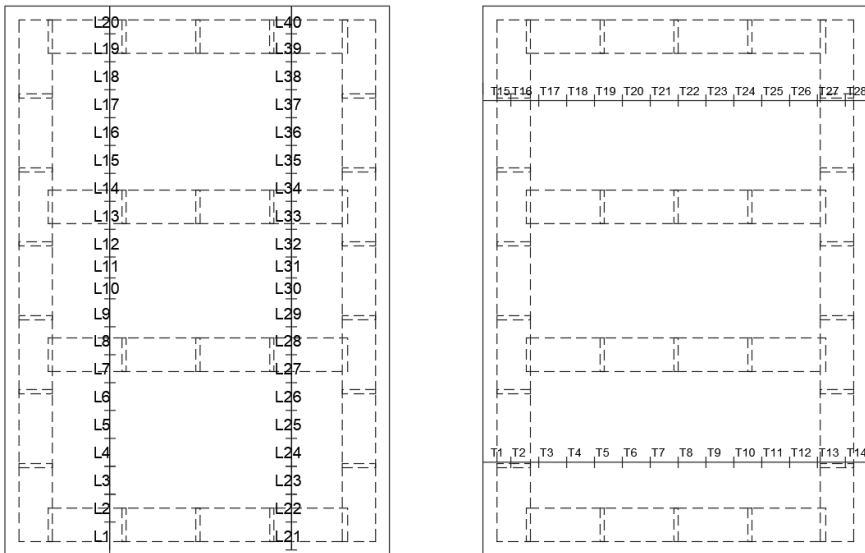 L20 L40
L19 L39
L18 L38
L17 L37
L16 L36
L15 L35
L14 L34
L13 L33
L12 L32
L11 L31
L10 L30
L9 L29
L8 L28
L7 L27
L6 L26
L5 L25
L4 L24
L3 L23
L2 L22
L1 L21
T15 T16 T17 T18 T19 T20 T21 T22 T23 T24 T25 T26 T27 T28
T1 T2 T3 T4 T5 T6 T7 T8 T9 T10 T11 T12 T13 T14